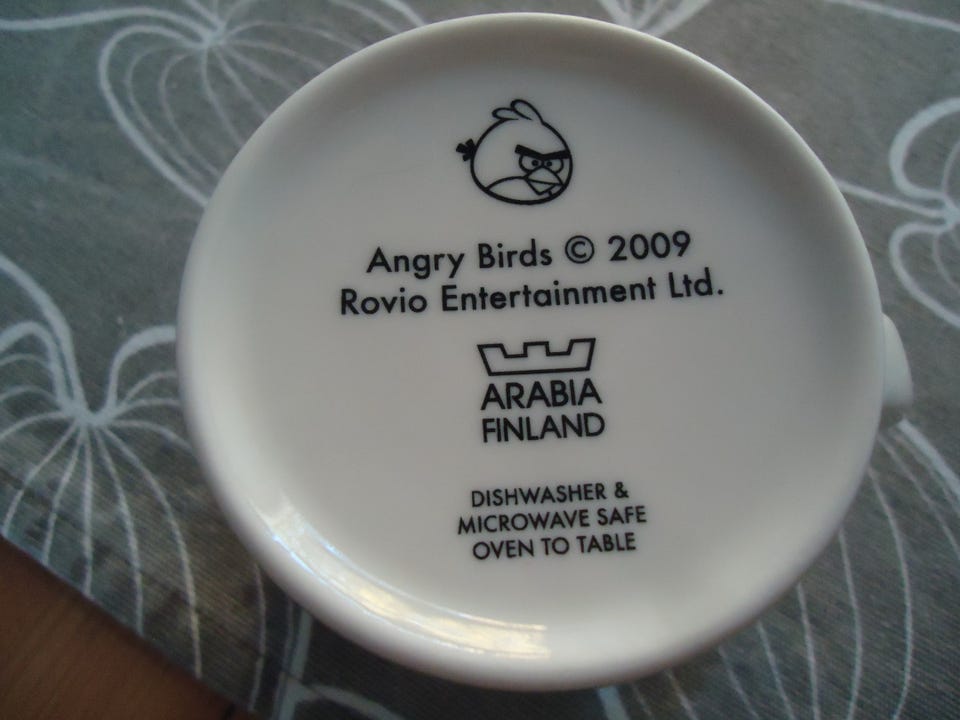 Angry Birds © 2009
Rovio Entertainment Ltd.
ARABIA
FINLAND
DISHWASHER &
MICROWAVE SAFE
OVEN TO TABLE